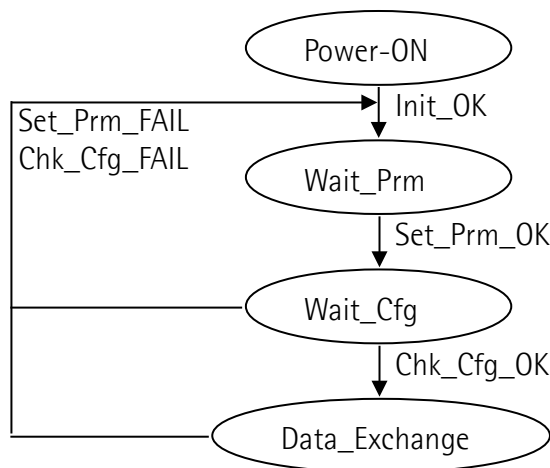 Power-ON
Init_OK
Set_Prm_FAIL
Chk_Cfg_FAIL
Wait_Prm
Set_Prm_OK
Wait_Cfg
Chk_Cfg_OK
Data_Exchange